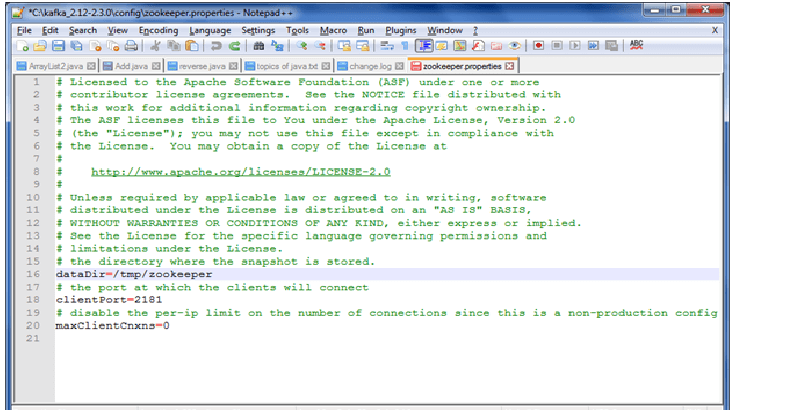 *C:\kafka_2.12-2.3.0\config\zookeeper.properties - Notepad++
File Edit Search View Encoding Language Settings Tools Macro Run Plugins Window ? X
ArrayList2.java Add.java reverse.java topics of java.txt change.log zookeeper.properties
1 # Licensed to the Apache Software Foundation (ASF) under one or more
2 # contributor license agreements.  See the NOTICE file distributed with
3 # this work for additional information regarding copyright ownership.
4 # The ASF licenses this file to You under the Apache License, Version 2.0
5 # (the "License"); you may not use this file except in compliance with
6 # the License.  You may obtain a copy of the License at
7 #
8 #    http://www.apache.org/licenses/LICENSE-2.0
9 #
10 # Unless required by applicable law or agreed to in writing, software
11 # distributed under the License is distributed on an "AS IS" BASIS,
12 # WITHOUT WARRANTIES OR CONDITIONS OF ANY KIND, either express or implied.
13 # See the License for the specific language governing permissions and
14 # limitations under the License.
15 # the directory where the snapshot is stored.
16 dataDir=/tmp/zookeeper
17 # the port at which the clients will connect
18 clientPort=2181
19 # disable the per-ip limit on the number of connections since this is a non-production config
20 maxClientCnxns=0
21